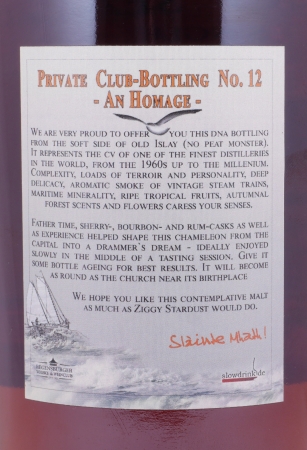 Private Club-Bottling No. 12
- An Homage -
We are very proud to offer you this DNA bottling
from the soft side of old Islay (no peat monster).
It represents the CV of one of the finest distilleries
in the world, from the 1960s up to the millenium.
Complexity, loads of terroir and personality, deep
delicacy, aromatic smoke of vintage steam trains,
maritime minerality, ripe tropical fruits, autumnal
forest scents and flowers caress your senses.
Father time, sherry-, bourbon- and rum-casks as well
as experience helped shape this chameleon from the
capital into a drammer's dream - ideally enjoyed
slowly in the middle of a tasting session. Give it
some bottle ageing for best results. It will become
as round as the church near its birthplace
We hope you like this contemplative malt
as much as Ziggy Stardust would do.
Slàinte Mhath!
Regensburger
slowdrink.de